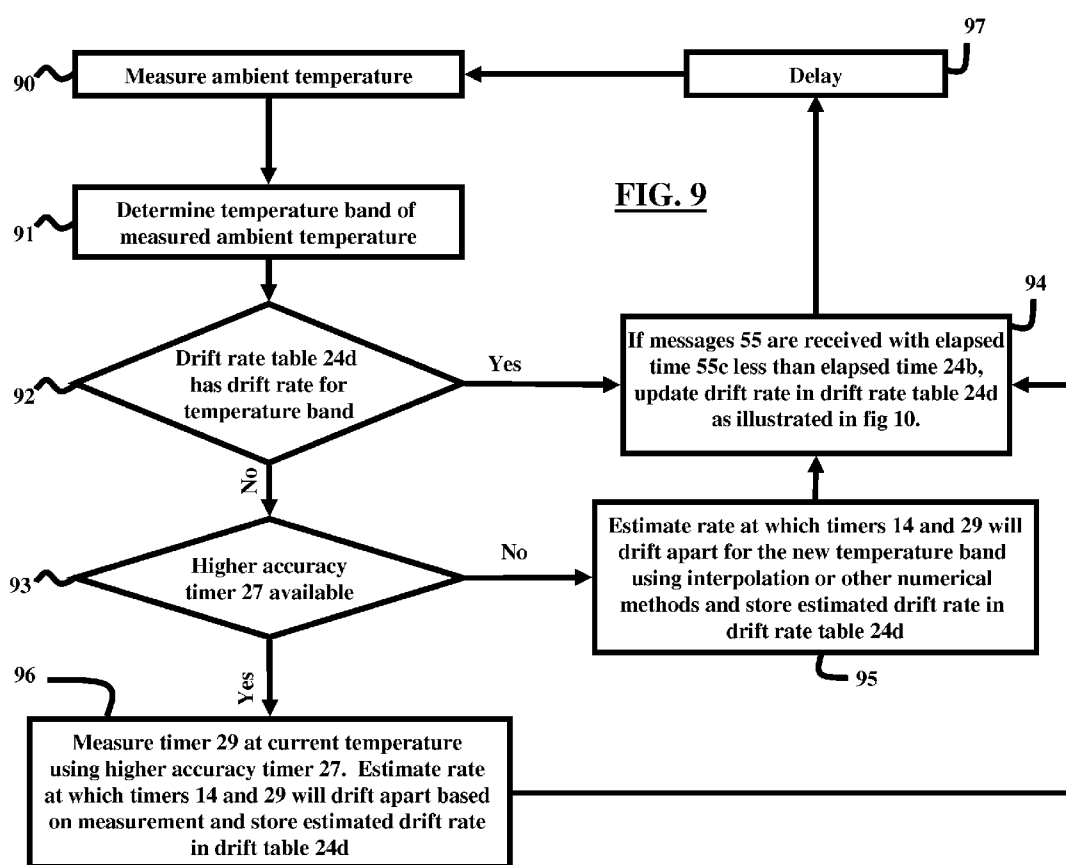 90
Measure ambient temperature
Delay
97
FIG. 9
91
Determine temperature band of
measured ambient temperature
92
Drift rate table 24d
has drift rate for
temperature band
Yes
94
If messages 55 are received with elapsed
time 55c less than elapsed time 24b,
update drift rate in drift rate table 24d
as illustrated in fig 10.
No
93
Higher accuracy
timer 27 available
No
Estimate rate at which timers 14 and 29 will
drift apart for the new temperature band
using interpolation or other numerical
methods and store estimated drift rate in
drift rate table 24d
95
Yes
96
Measure timer 29 at current temperature
using higher accuracy timer 27. Estimate rate
at which timers 14 and 29 will drift apart based
on measurement and store estimated drift rate
in drift table 24d